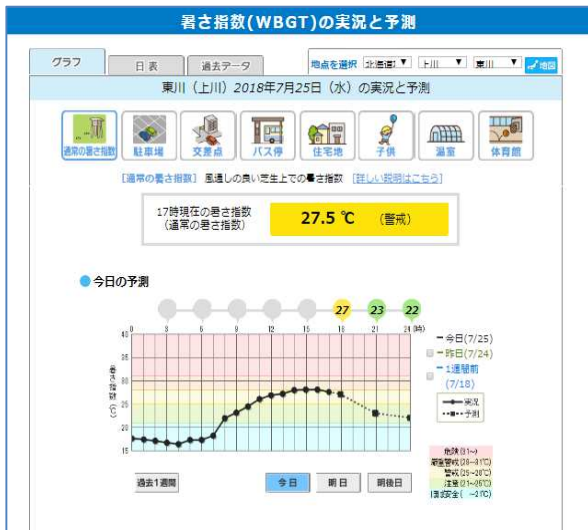 暑さ指数(WBGT)の実況と予測
グラフ 日表 過去データ 地点を選択 北海道 上川 東川 地図
東川（上川）2018年7月25日（水）の実況と予測
通常の暑さ指数 駐車場 交差点 バス停 住宅地 子供 温室 体育館
[通常の暑さ指数] 風通しの良い芝生上での暑さ指数 [詳しい説明はこちら]
17時現在の暑さ指数
（通常の暑さ指数）
27.5 ℃ （警戒）
今日の予測
27 23 22
0 3 6 9 12 15 18 21 24 (時)
40
35
30
25
20
15
暑さ指数(℃)
今日(7/25)
昨日(7/24)
1週間前
(7/18)
実況
予測
危険(31～)
厳重警戒(28～31℃)
警戒(25～28℃)
注意(21～25℃)
ほぼ安全( ～21℃)
過去1週間 今日 明日 明後日